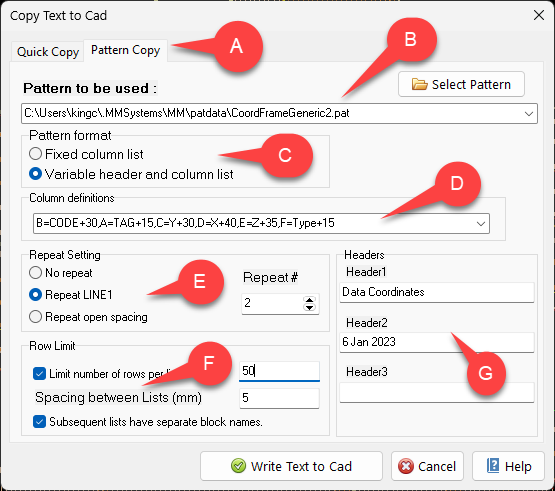 Copy Text to Cad
Quick Copy
Pattern Copy
A
B
Pattern to be used :
Select Pattern
C:\Users\kingc\.MMSystems\MM\patdata\CoordFrameGeneric2.pat
Pattern format
Fixed column list
Variable header and column list
C
D
Column definitions
B=CODE+30,A=TAG+15,C=Y+30,D=X+40,E=Z+35,F=Type+15
Repeat Setting
No repeat
Repeat LINE1
Repeat open spacing
E
Repeat #
2
Headers
Header1
Data Coordinates
Header2
6 Jan 2023
Header3
G
Row Limit
F
Limit number of rows per
50
Spacing between Lists (mm)
5
Subsequent lists have separate block names.
Write Text to Cad
Cancel
Help